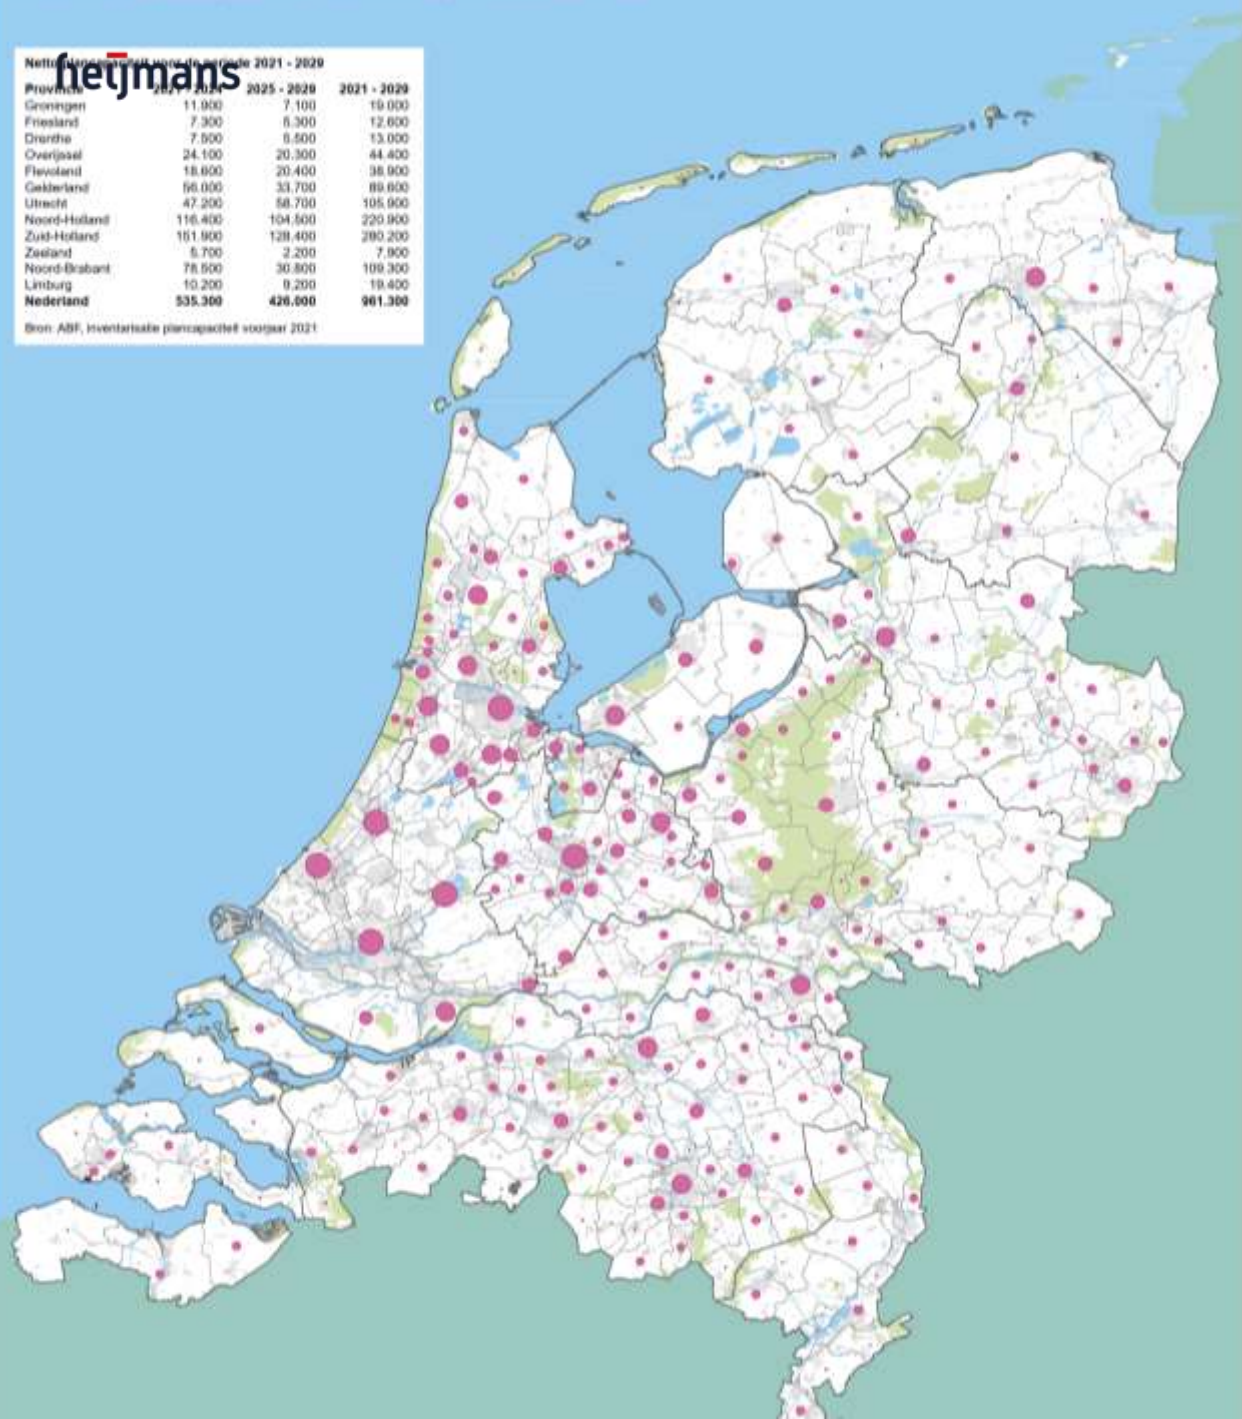 heijmans
Netto plancapaciteit voor de periode 2021 - 2029
Provincie 2021 - 2024 2025 - 2029 2021 - 2029
Groningen 11.900 7.100 19.000
Friesland 7.300 5.300 12.600
Drenthe 7.500 5.500 13.000
Overijssel 24.100 20.300 44.400
Flevoland 18.600 20.400 38.900
Gelderland 56.000 33.700 89.600
Utrecht 47.200 58.700 105.900
Noord-Holland 116.400 104.500 220.900
Zuid-Holland 151.900 128.400 280.200
Zeeland 5.700 2.200 7.900
Noord-Brabant 78.500 30.800 109.300
Limburg 10.200 9.200 19.400
Nederland 535.300 426.000 961.300
Bron: ABF, inventarisatie plancapaciteit voorjaar 2021